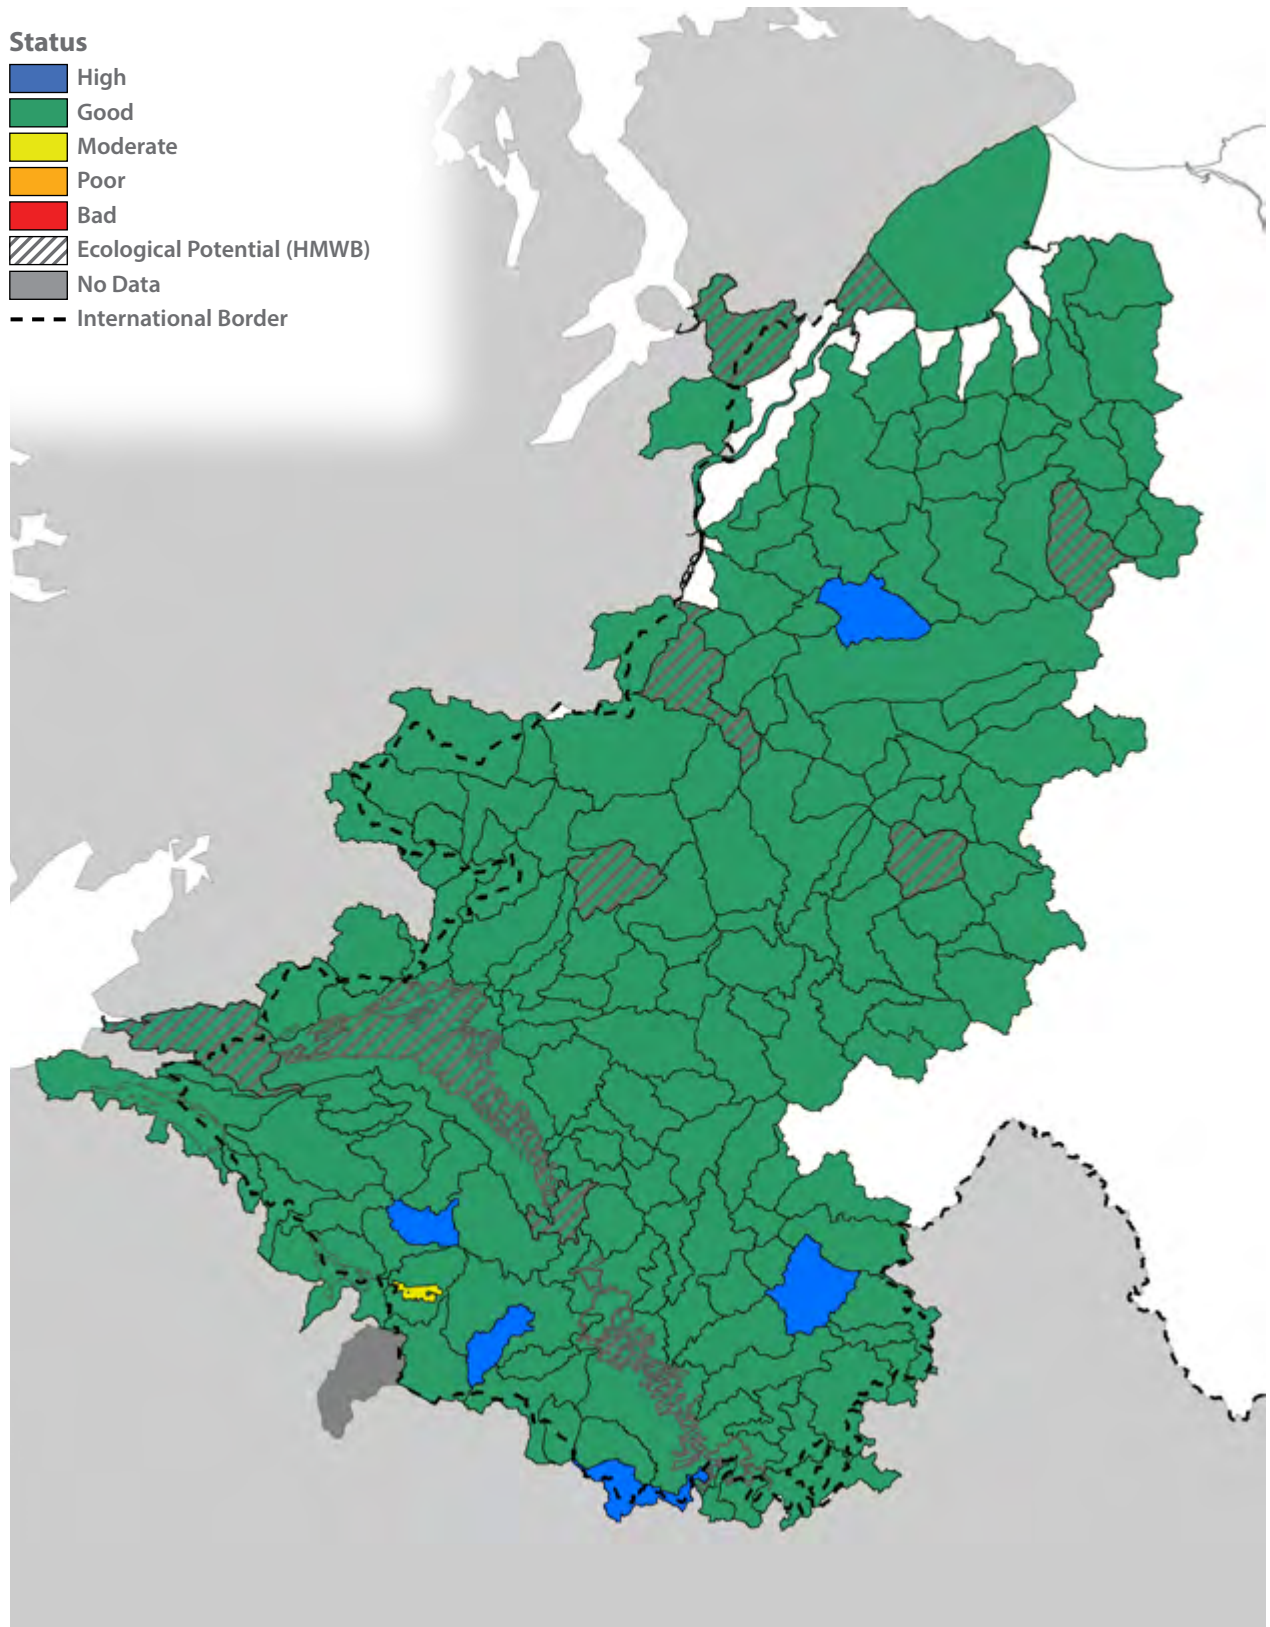 Status
High
Good
Moderate
Poor
Bad
Ecological Potential (HMWB)
No Data
International Border